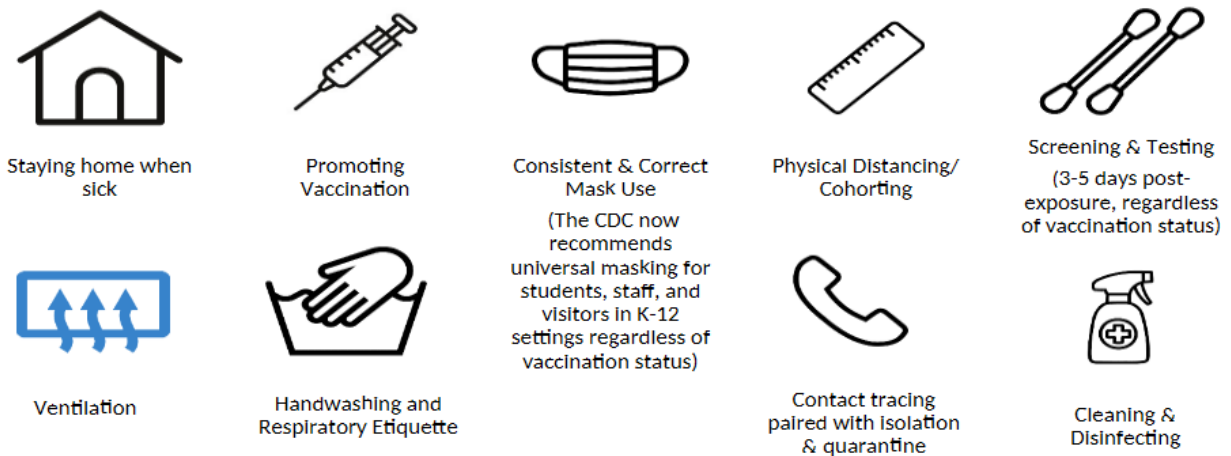 Staying home when
sick
Promoting
Vaccination
Consistent & Correct
Mask Use
(The CDC now
recommends
universal masking for
students, staff, and
visitors in K-12
settings regardless of
vaccination status)
Physical Distancing/
Cohorting
Screening & Testing
(3-5 days post-
exposure, regardless
of vaccination status)
Ventilation
Handwashing and
Respiratory Etiquette
Contact tracing
paired with isolation
& quarantine
Cleaning &
Disinfecting